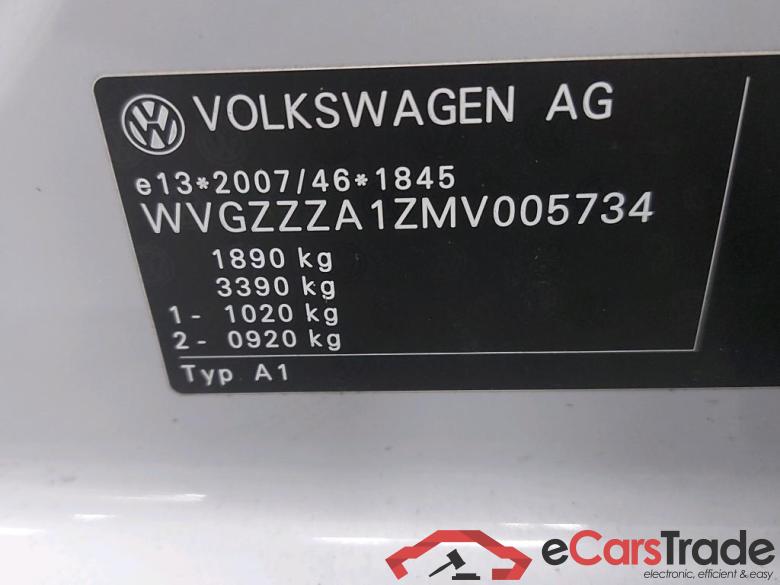 VOLKSWAGEN AG
e13*2007/46*1845
WVGZZZA1ZMV005734
1890 kg
3390 kg
1- 1020 kg
2- 0920 kg
Typ A1
eCarsTrade
electronic, efficient & easy